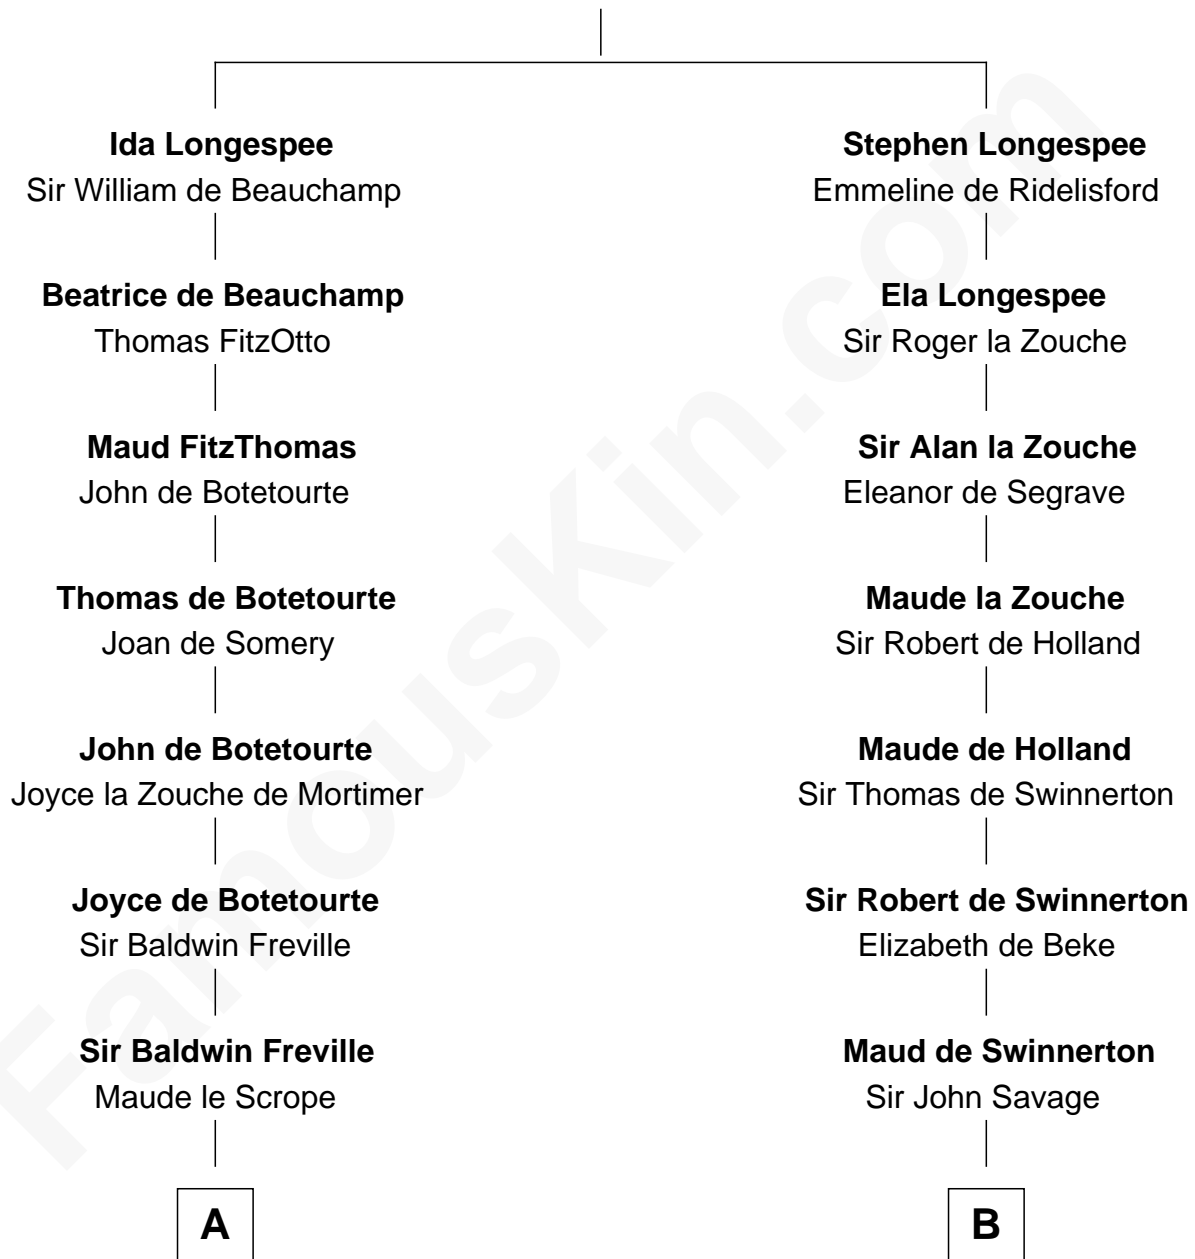 Ida Longespee
Sir William de Beauchamp
Beatrice de Beauchamp
Thomas FitzOtto
Maud FitzThomas
John de Botetourte
Thomas de Botetourte
Joan de Somery
John de Botetourte
Joyce la Zouche de Mortimer
Joyce de Botetourte
Sir Baldwin Freville
Sir Baldwin Freville
Maude le Scrope
A
Stephen Longespee
Emmeline de Ridelisford
Ela Longespee
Sir Roger la Zouche
Sir Alan la Zouche
Eleanor de Segrave
Maude la Zouche
Sir Robert de Holland
Maude de Holland
Sir Thomas de Swinnerton
Sir Robert de Swinnerton
Elizabeth de Beke
Maud de Swinnerton
Sir John Savage
B
FamousKin.com